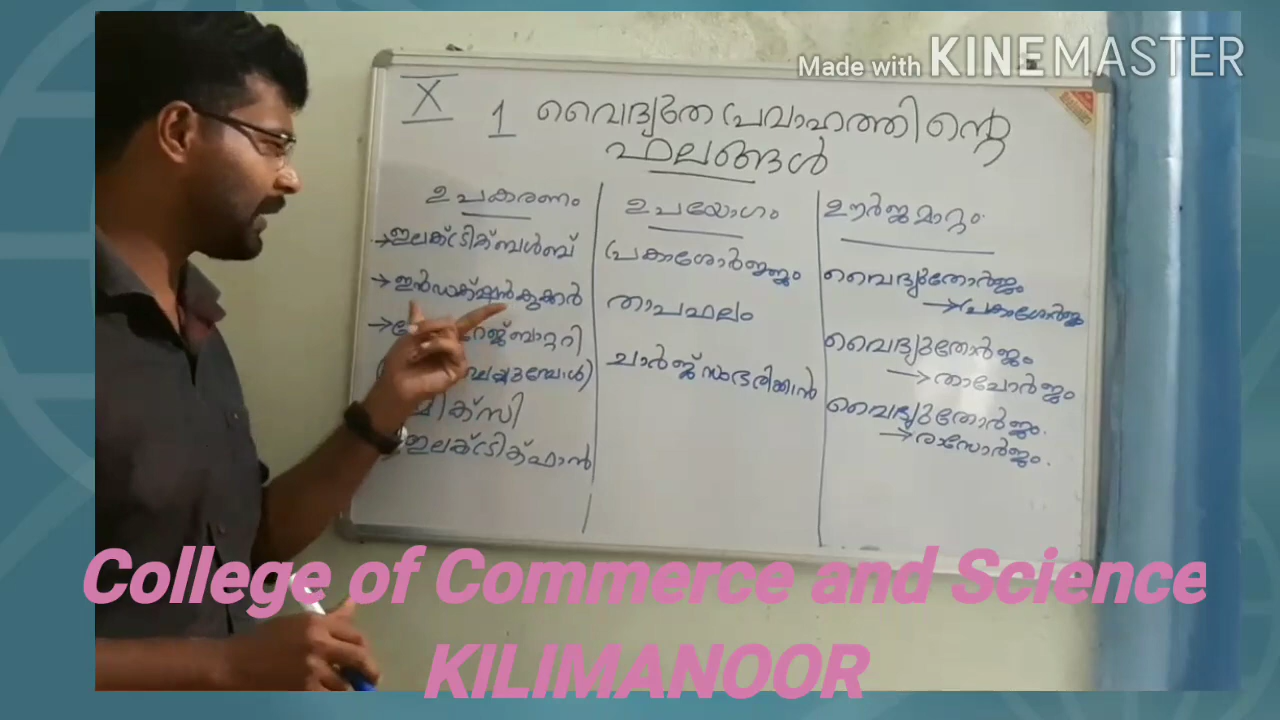 Made with KINEMASTER
X
1 വൈദ്യുത പ്രവാഹത്തിന്റെ
ഫലങ്ങൾ
ഉപകരണം
→ഇലക്ട്രിക് ബൾബ്
→ഇൻഡക്ഷൻ കുക്കർ
ബാറ്ററി
മിക്സി
ഇലക്ട്രിക് ഫാൻ
ഉപയോഗം
പ്രകാശോർജ്ജം
താപഫലം
ചാർജ്ജ് സംഭരിക്കാൻ
ഊർജ്ജമാറ്റം
വൈദ്യുതോർജ്ജം
→പ്രകാശോർജ്ജം
വൈദ്യുതോർജ്ജം
→താപോർജ്ജം
വൈദ്യുതോർജ്ജം.
→രാസോർജ്ജം.
College of Commerce and Science
KILIMANOOR